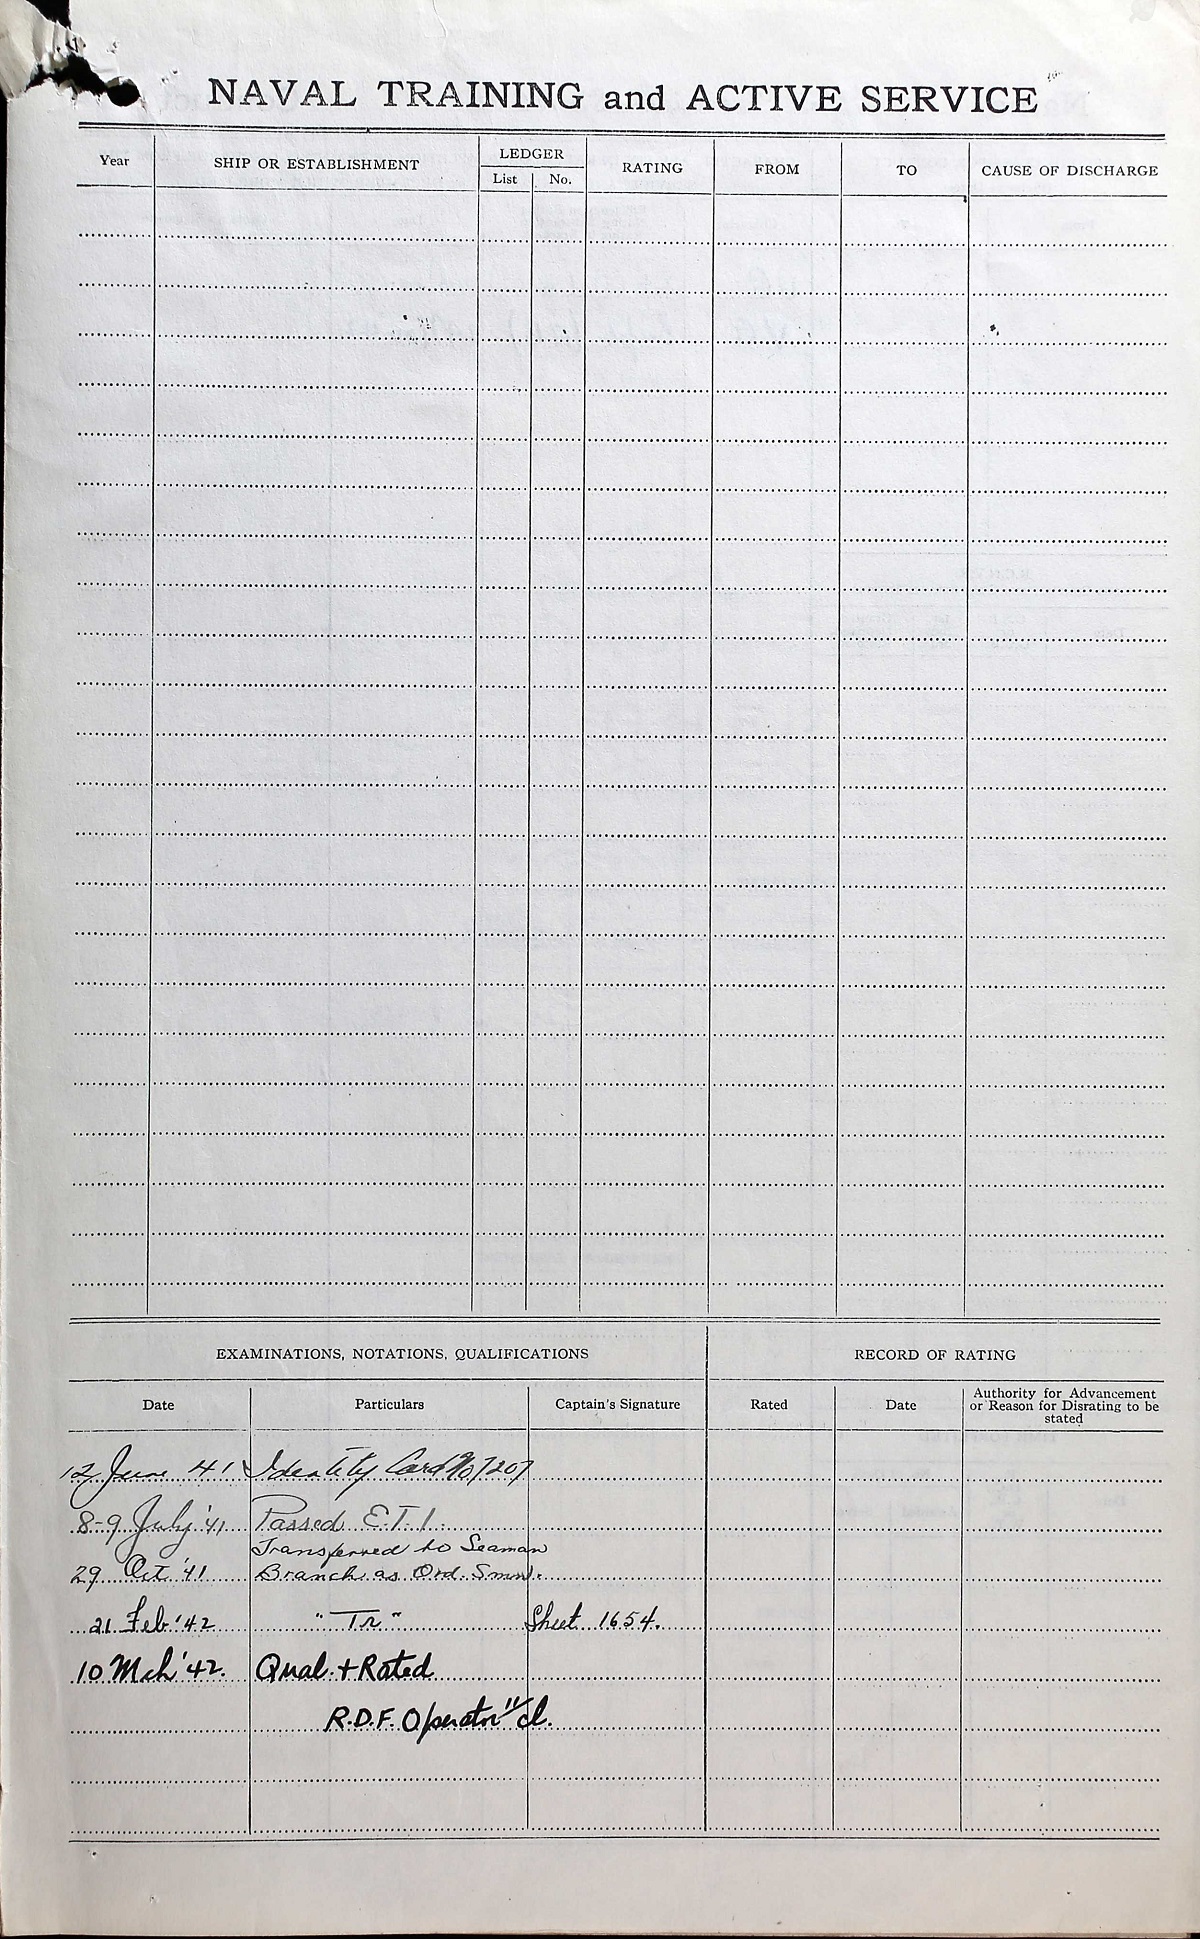 NAVAL TRAINING and ACTIVE SERVICE
Year SHIP OR ESTABLISHMENT LEDGER RATING FROM TO CAUSE OF DISCHARGE
List No.
EXAMINATIONS, NOTATIONS, QUALIFICATIONS RECORD OF RATING
Date Particulars Captain's Signature Rated Date Authority for Advancement
or Reason for Disrating to be
stated
12 June 41 Identity Card No 7207
8-9 July '41 Passed E.T.1.
Transferred to Seaman
29 Oct '41 Branch as Ord. Smn.
21 Feb '42 "Tr" Sheet 1654.
10 Mch '42. Qual. + Rated
R.D.F. Operator cl.